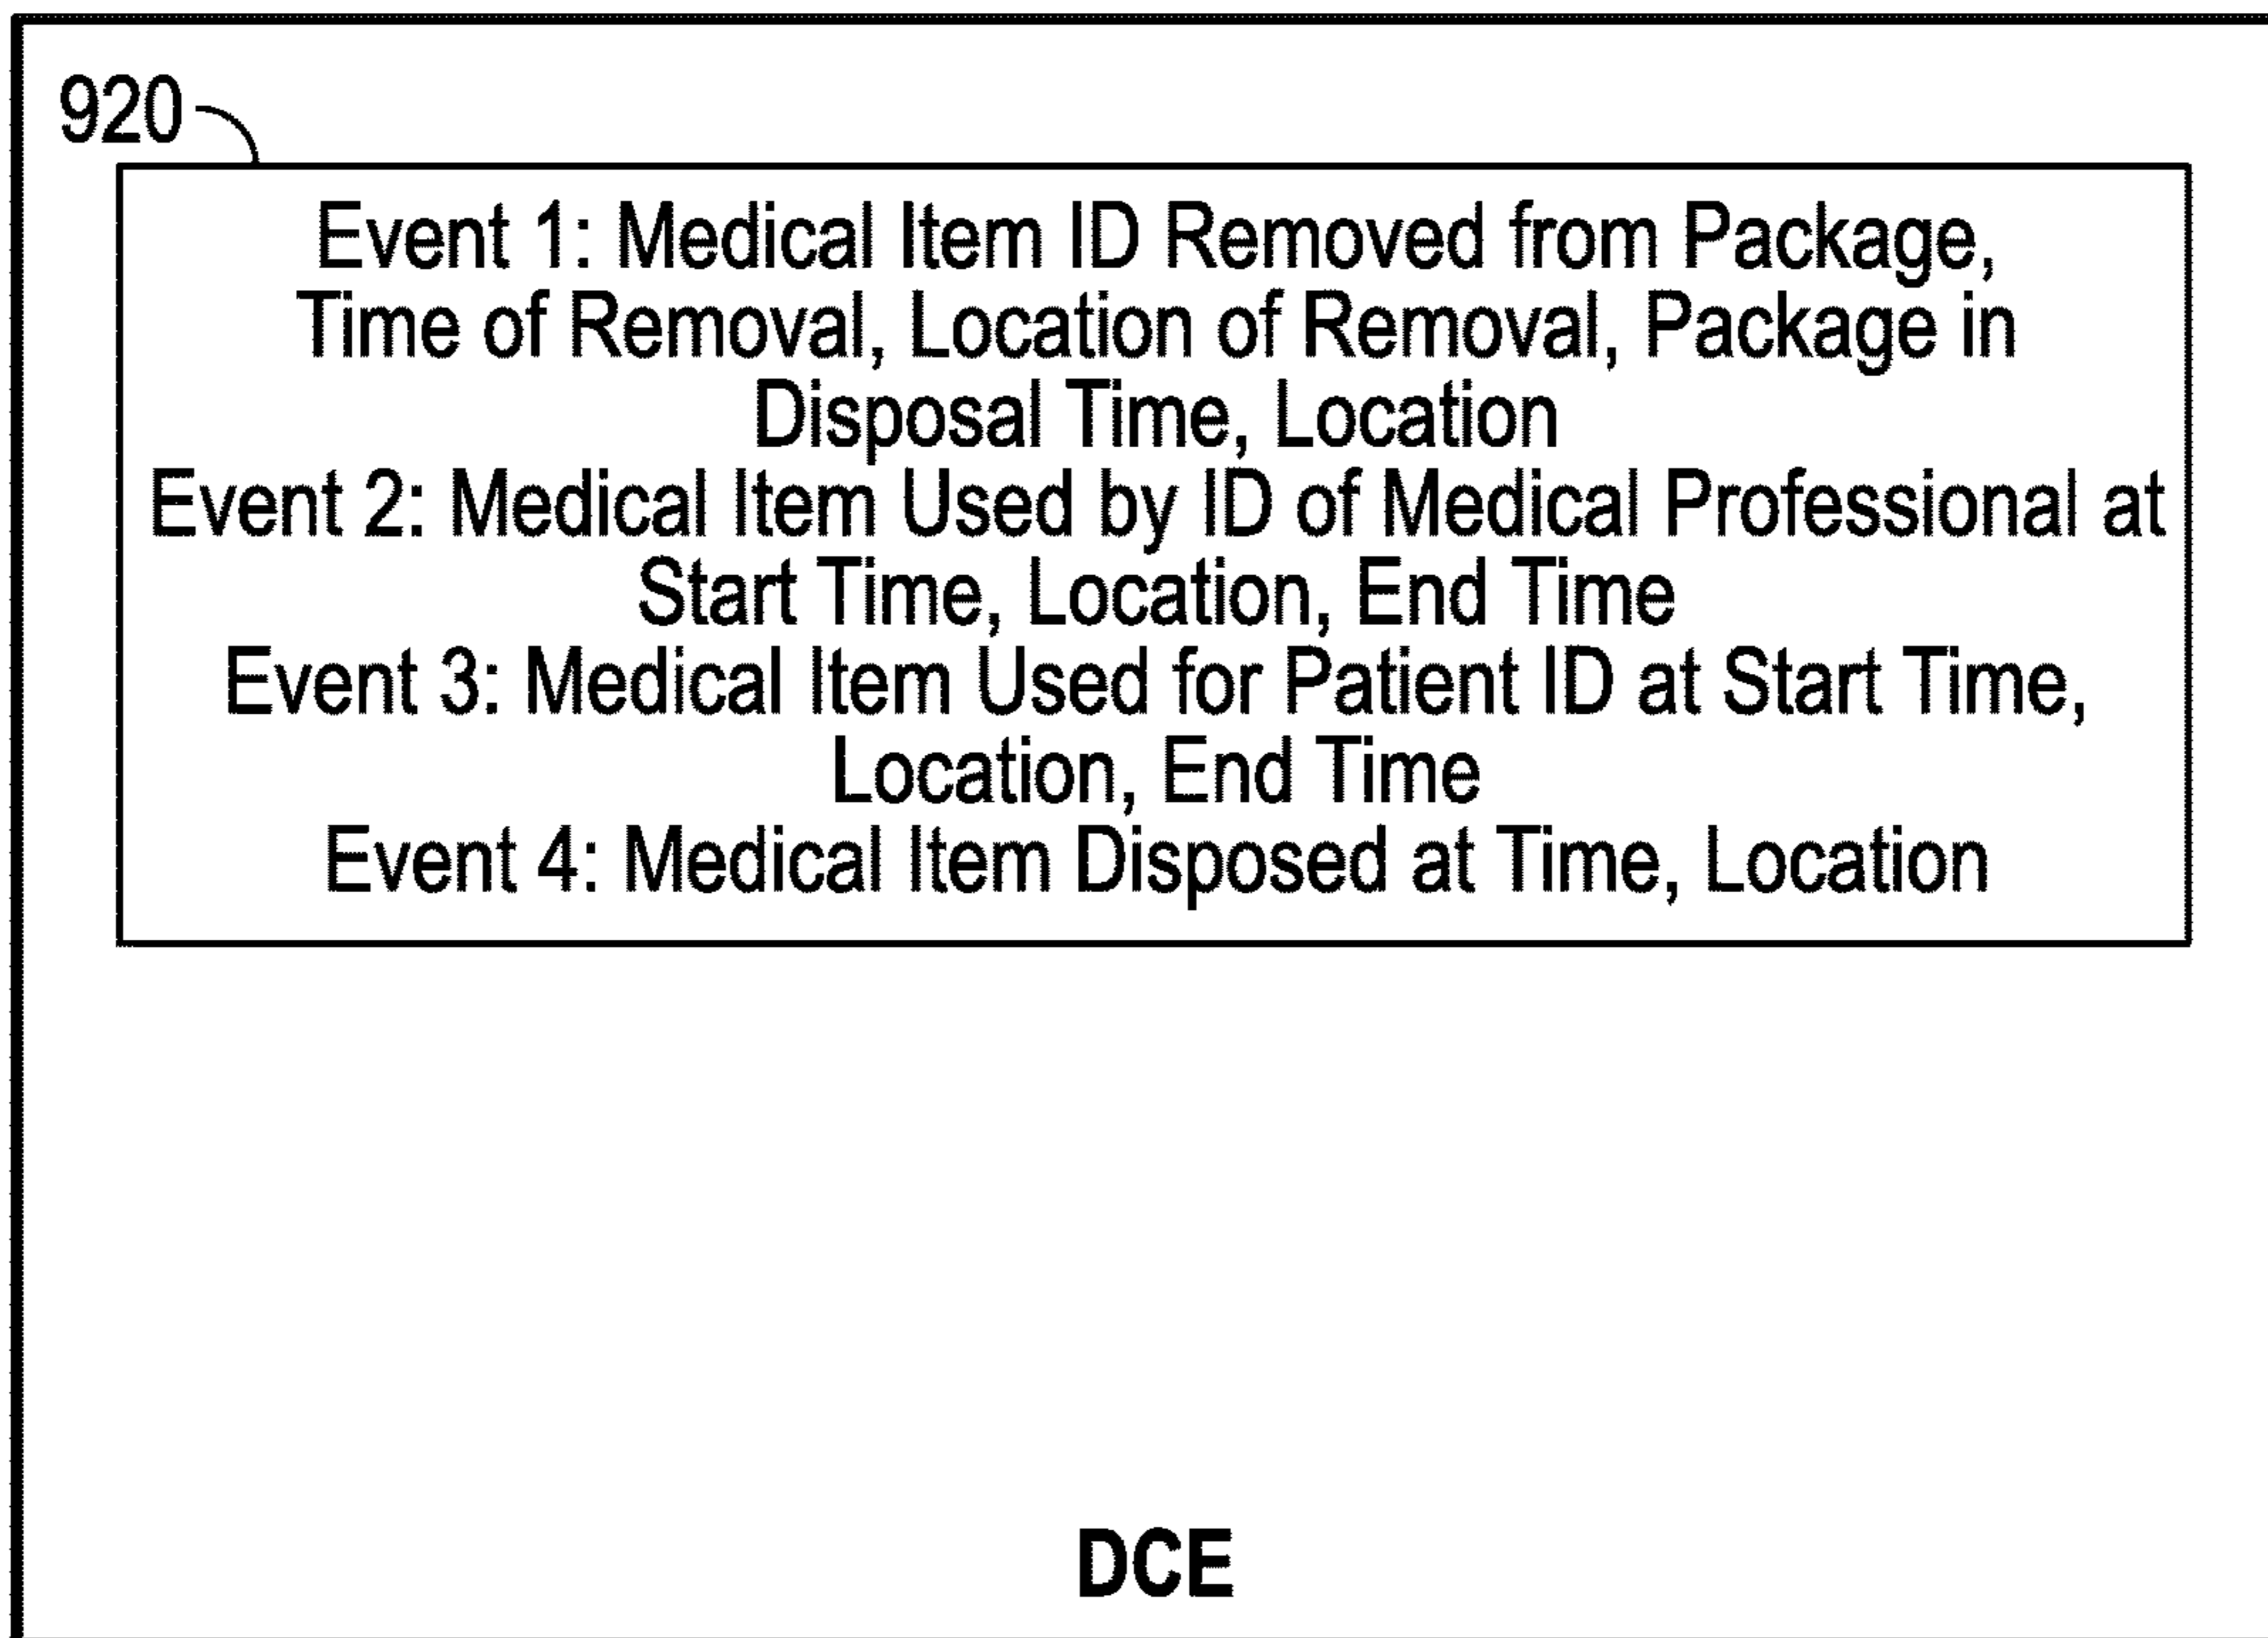 920
Event 1: Medical Item ID Removed from Package,
Time of Removal, Location of Removal, Package in
Disposal Time, Location
Event 2: Medical Item Used by ID of Medical Professional at
Start Time, Location, End Time
Event 3: Medical Item Used for Patient ID at Start Time,
Location, End Time
Event 4: Medical Item Disposed at Time, Location
DCE